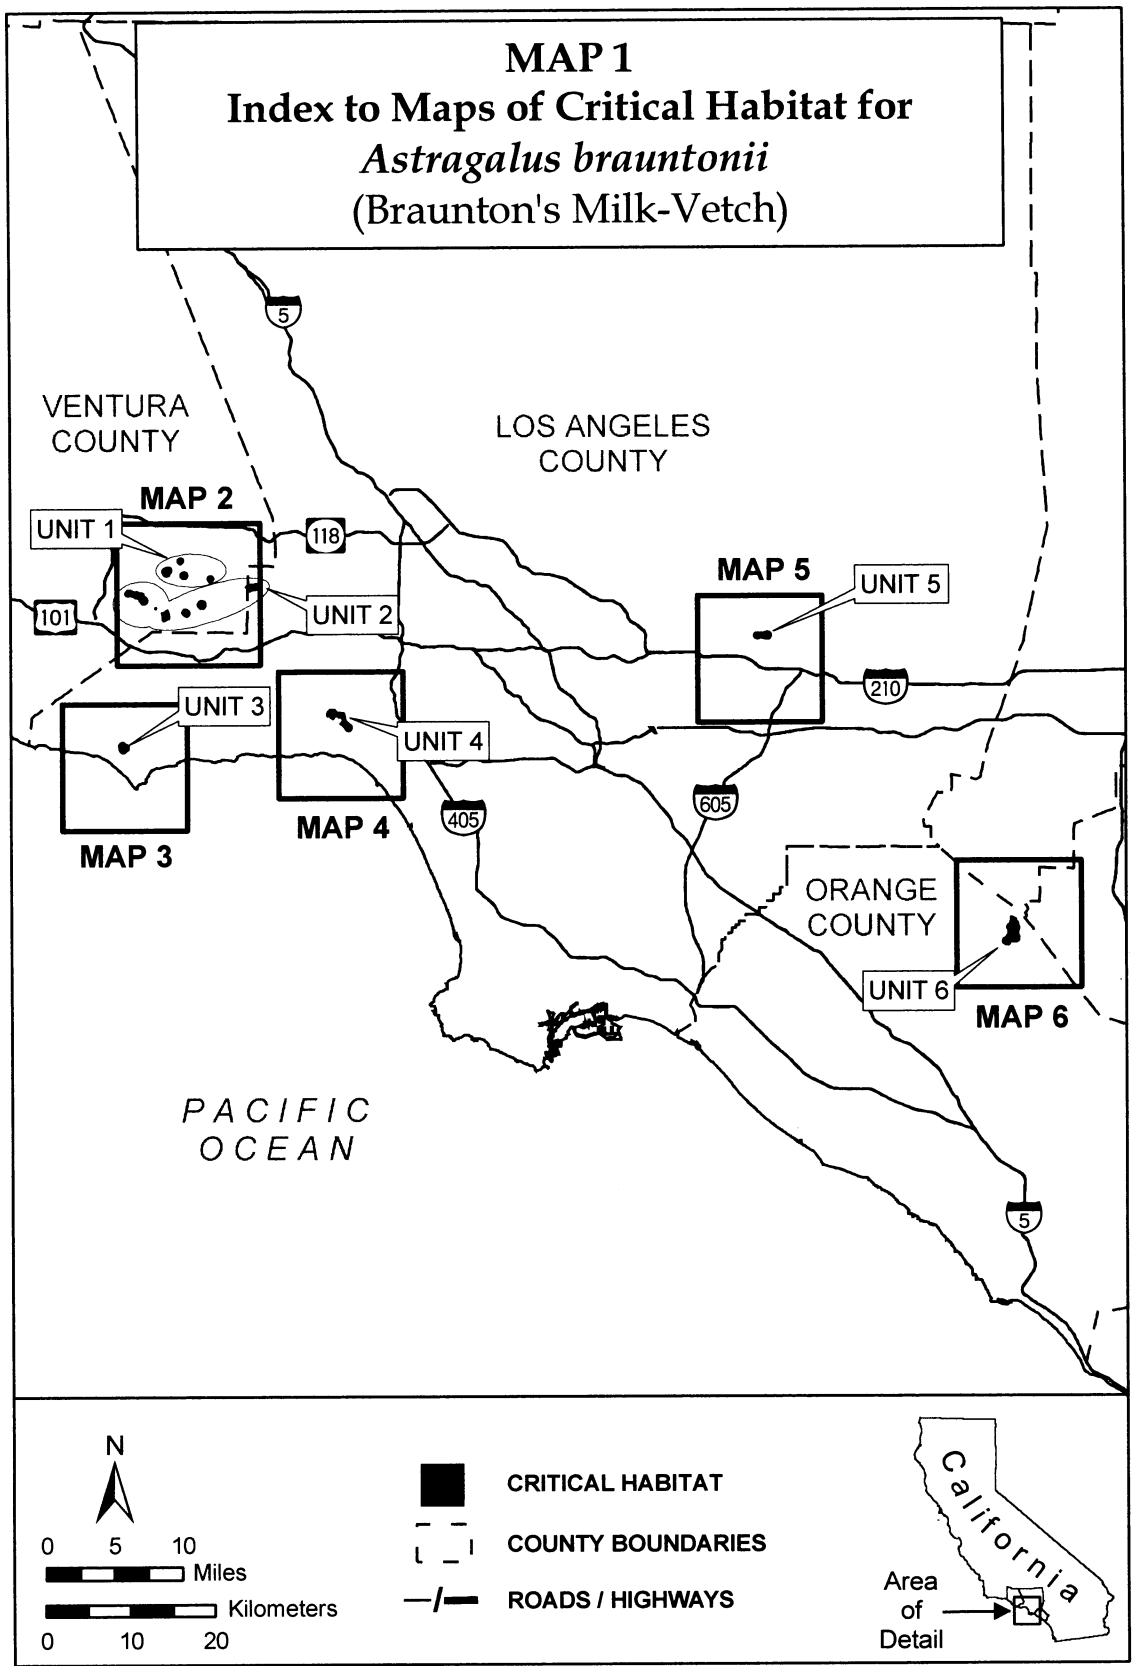 MAP 1
Index to Maps of Critical Habitat for
Astragalus brauntonii
(Braunton's Milk-Vetch)
5
VENTURA
COUNTY
LOS ANGELES
COUNTY
MAP 2
UNIT 1
118
MAP 5
UNIT 5
101
UNIT 2
210
UNIT 3
UNIT 4
605
405
MAP 4
MAP 3
ORANGE
COUNTY
UNIT 6
MAP 6
PACIFIC
OCEAN
5
N
0 5 10
Miles
Kilometers
0 10 20
CRITICAL HABITAT
COUNTY BOUNDARIES
ROADS / HIGHWAYS
California
Area
of
Detail